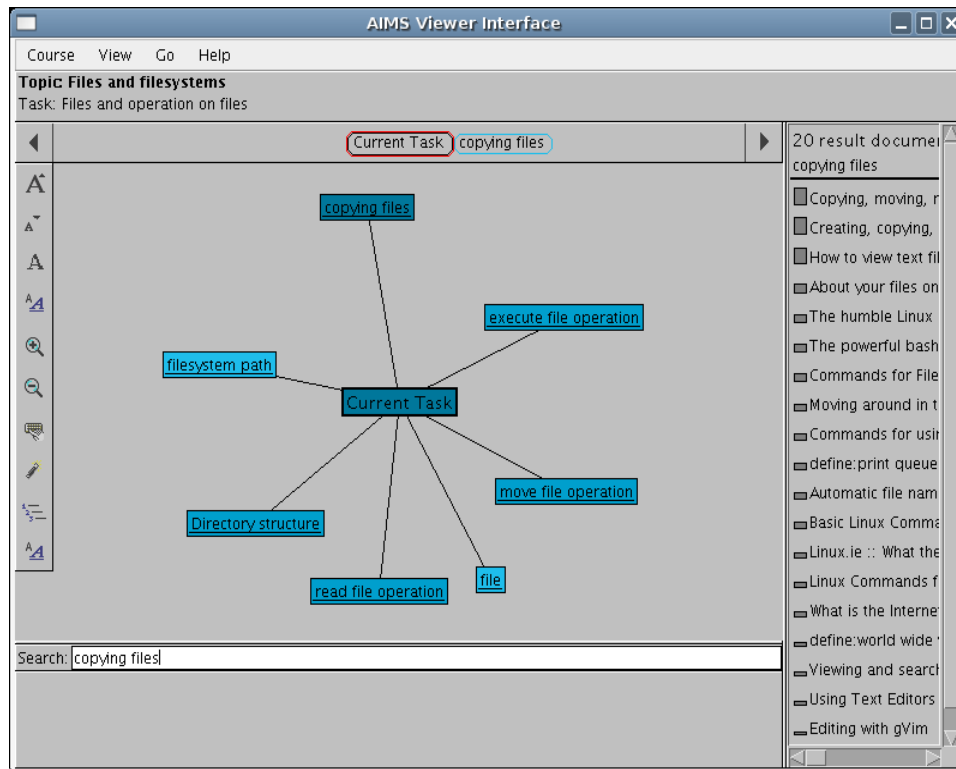 AIMS Viewer Interface
Course View Go Help
Topic: Files and filesystems
Task: Files and operation on files
Current Task copying files
20 result documer
copying files
Copying, moving, r
Creating, copying,
How to view text fil
About your files on
The humble Linux
The powerful bash
Commands for File
Moving around in t
Commands for usir
define:print queue
Automatic file nam
Basic Linux Comma
Linux.ie :: What the
Linux Commands f
What is the Interne
define:world wide
Viewing and search
Using Text Editors
Editing with gVim
copying files
execute file operation
filesystem path
Current Task
move file operation
Directory structure
file
read file operation
Search: copying files